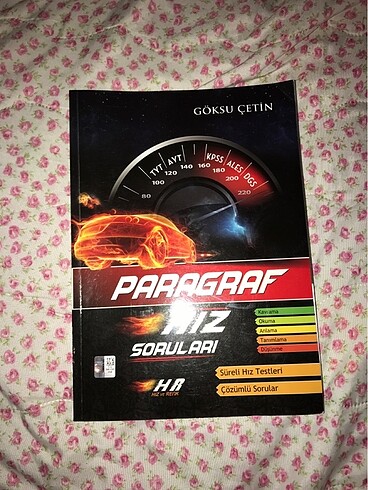 GÖKSU ÇETİN
TYT AYT KPSS ALES DGS
80 100 120 140 160 180 200 220
PARAGRAF
HIZ
SORULARI
Kavrama
Okuma
Anlama
Tanımlama
Düşünme
Süreli Hız Testleri
Çözümlü Sorular
HR
HIZ ve RENK